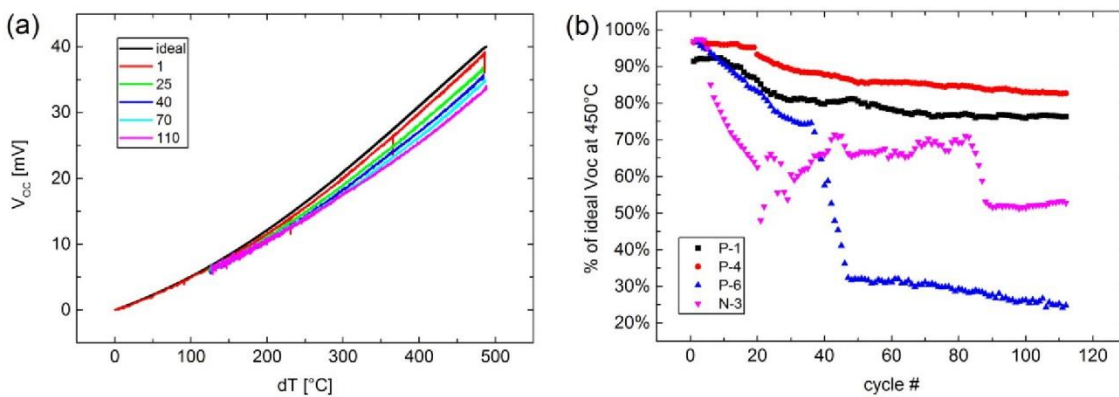 (a)
ideal
1
25
40
70
110
40
30
20
10
0
V_CC [mV]
0
100
200
300
400
500
dT [°C]
(b)
100%
90%
80%
70%
60%
50%
40%
30%
20%
% of ideal Voc at 450°C
P-1
P-4
P-6
N-3
0
20
40
60
80
100
120
cycle #